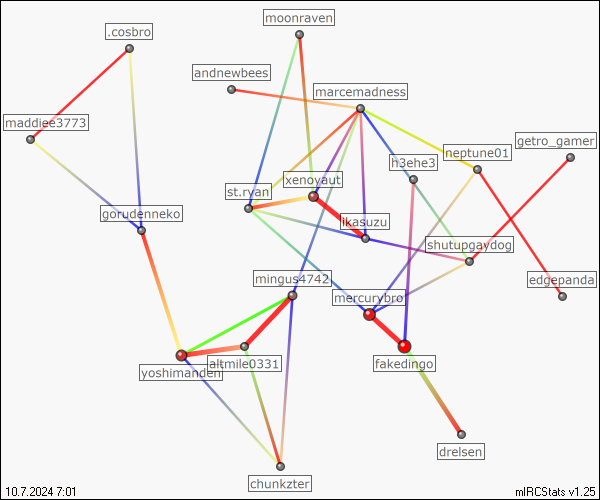 moonraven
.cosbro
andnewbees
marcemadness
maddiee3773
getro_gamer
neptune01
h3ehe3
xenoyaut
st.ryan
gorudenneko
ikasuzu
shutupgaydog
mingus4742
edgepanda
mercurybro
altmile0331
fakedingo
yoshimanden
drelsen
chunkzter
10.7.2024 7:01
mIRCStats v1.25